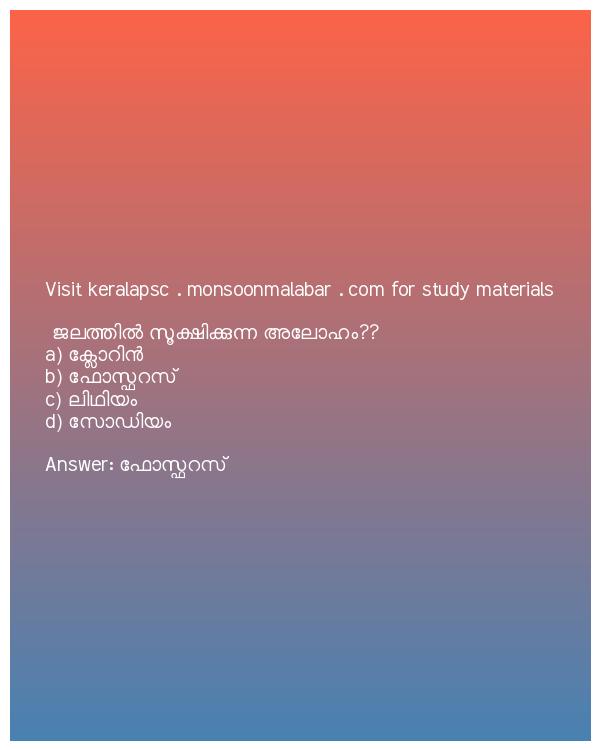 Visit keralapsc . monsoonmalabar . com for study materials
ജലത്തിൽ സൂക്ഷിക്കുന്ന അലോഹം??
a) ക്ലോറിൻ
b) ഫോസ്ഫറസ്
c) ലിഥിയം
d) സോഡിയം
Answer: ഫോസ്ഫറസ്